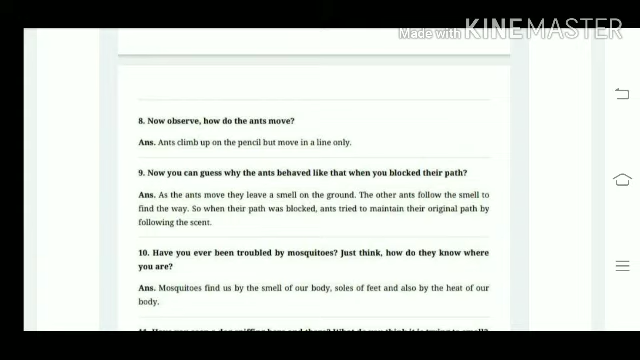 Made with KINEMASTER
8. Now observe, how do the ants move?
Ans. Ants climb up on the pencil but move in a line only.
9. Now you can guess why the ants behaved like that when you blocked their path?
Ans. As the ants move they leave a smell on the ground. The other ants follow the smell to
find the way. So when their path was blocked, ants tried to maintain their original path by
following the scent.
10. Have you ever been troubled by mosquitoes? Just think, how do they know where
you are?
Ans. Mosquitoes find us by the smell of our body, soles of feet and also by the heat of our
body.